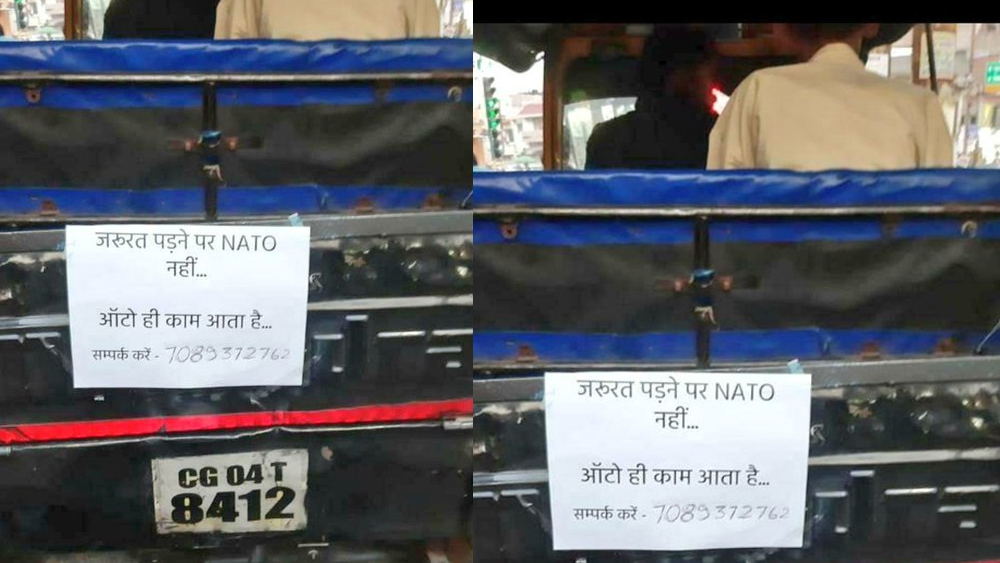 जरूरत पड़ने पर NATO
नहीं...
ऑटो ही काम आता है...
सम्पर्क करें - 7089372762
CG 04 T
8412
जरूरत पड़ने पर NATO
नहीं...
ऑटो ही काम आता है...
सम्पर्क करें - 7089372762